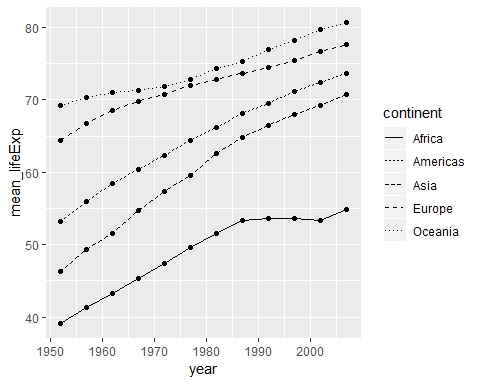 80
70
60
50
40
mean_lifeExp
1950 1960 1970 1980 1990 2000
year
continent
Africa
Americas
Asia
Europe
Oceania